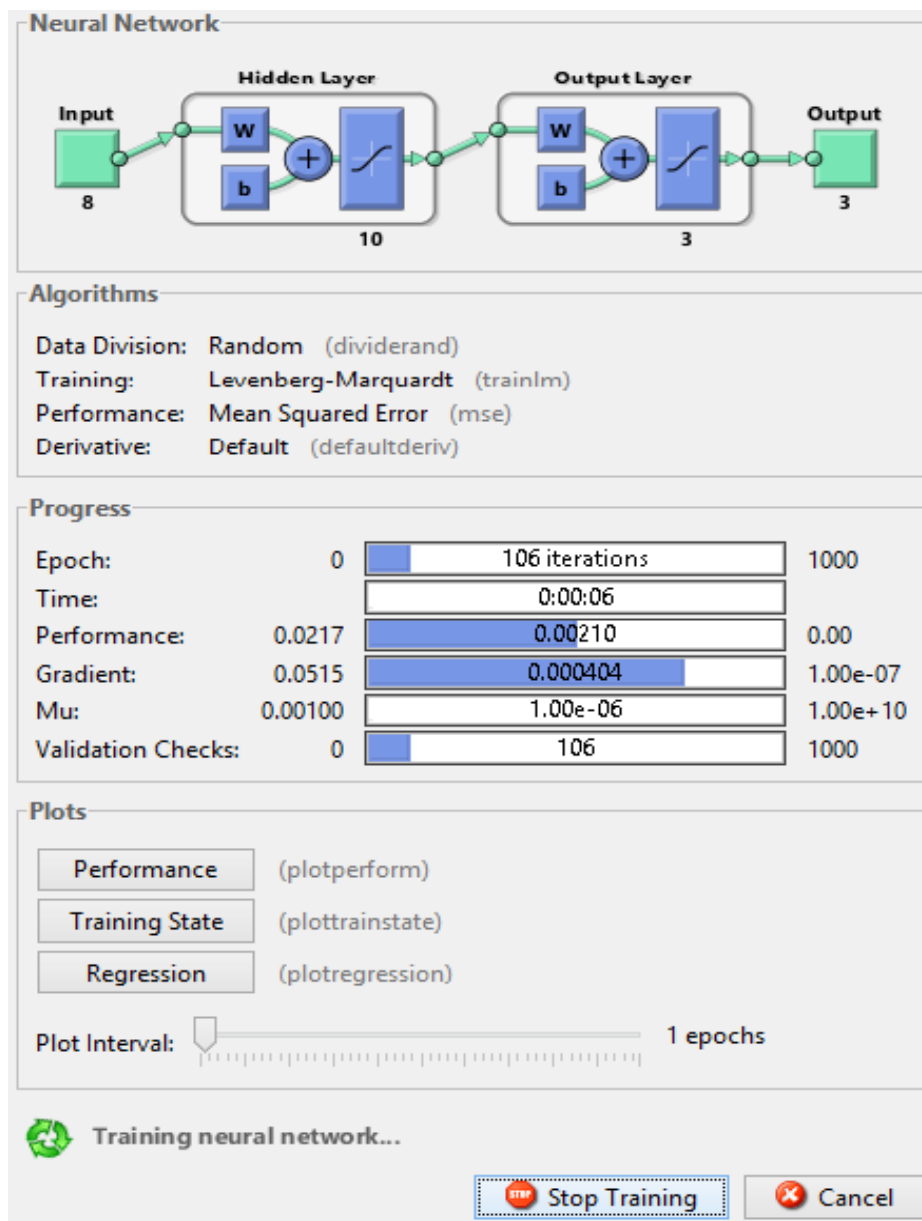 Neural Network
Hidden Layer Output Layer
Input Output
W W
b b
+ +
8 10 3 3
Algorithms
Data Division: Random (dividerand)
Training: Levenberg-Marquardt (trainlm)
Performance: Mean Squared Error (mse)
Derivative: Default (defaultderiv)
Progress
Epoch: 0 106 iterations 1000
Time: 0:00:06
Performance: 0.0217 0.00210 0.00
Gradient: 0.0515 0.000404 1.00e-07
Mu: 0.00100 1.00e-06 1.00e+10
Validation Checks: 0 106 1000
Plots
Performance (plotperform)
Training State (plottrainstate)
Regression (plotregression)
Plot Interval: 1 epochs
Training neural network...
STOP Stop Training Cancel